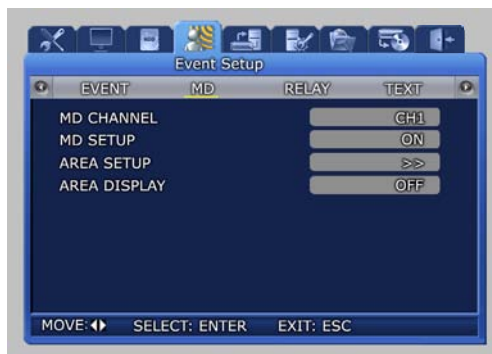 Event Setup
EVENT MD RELAY TEXT
MD CHANNEL CH1
MD SETUP ON
AREA SETUP >>
AREA DISPLAY OFF
MOVE: SELECT: ENTER EXIT: ESC